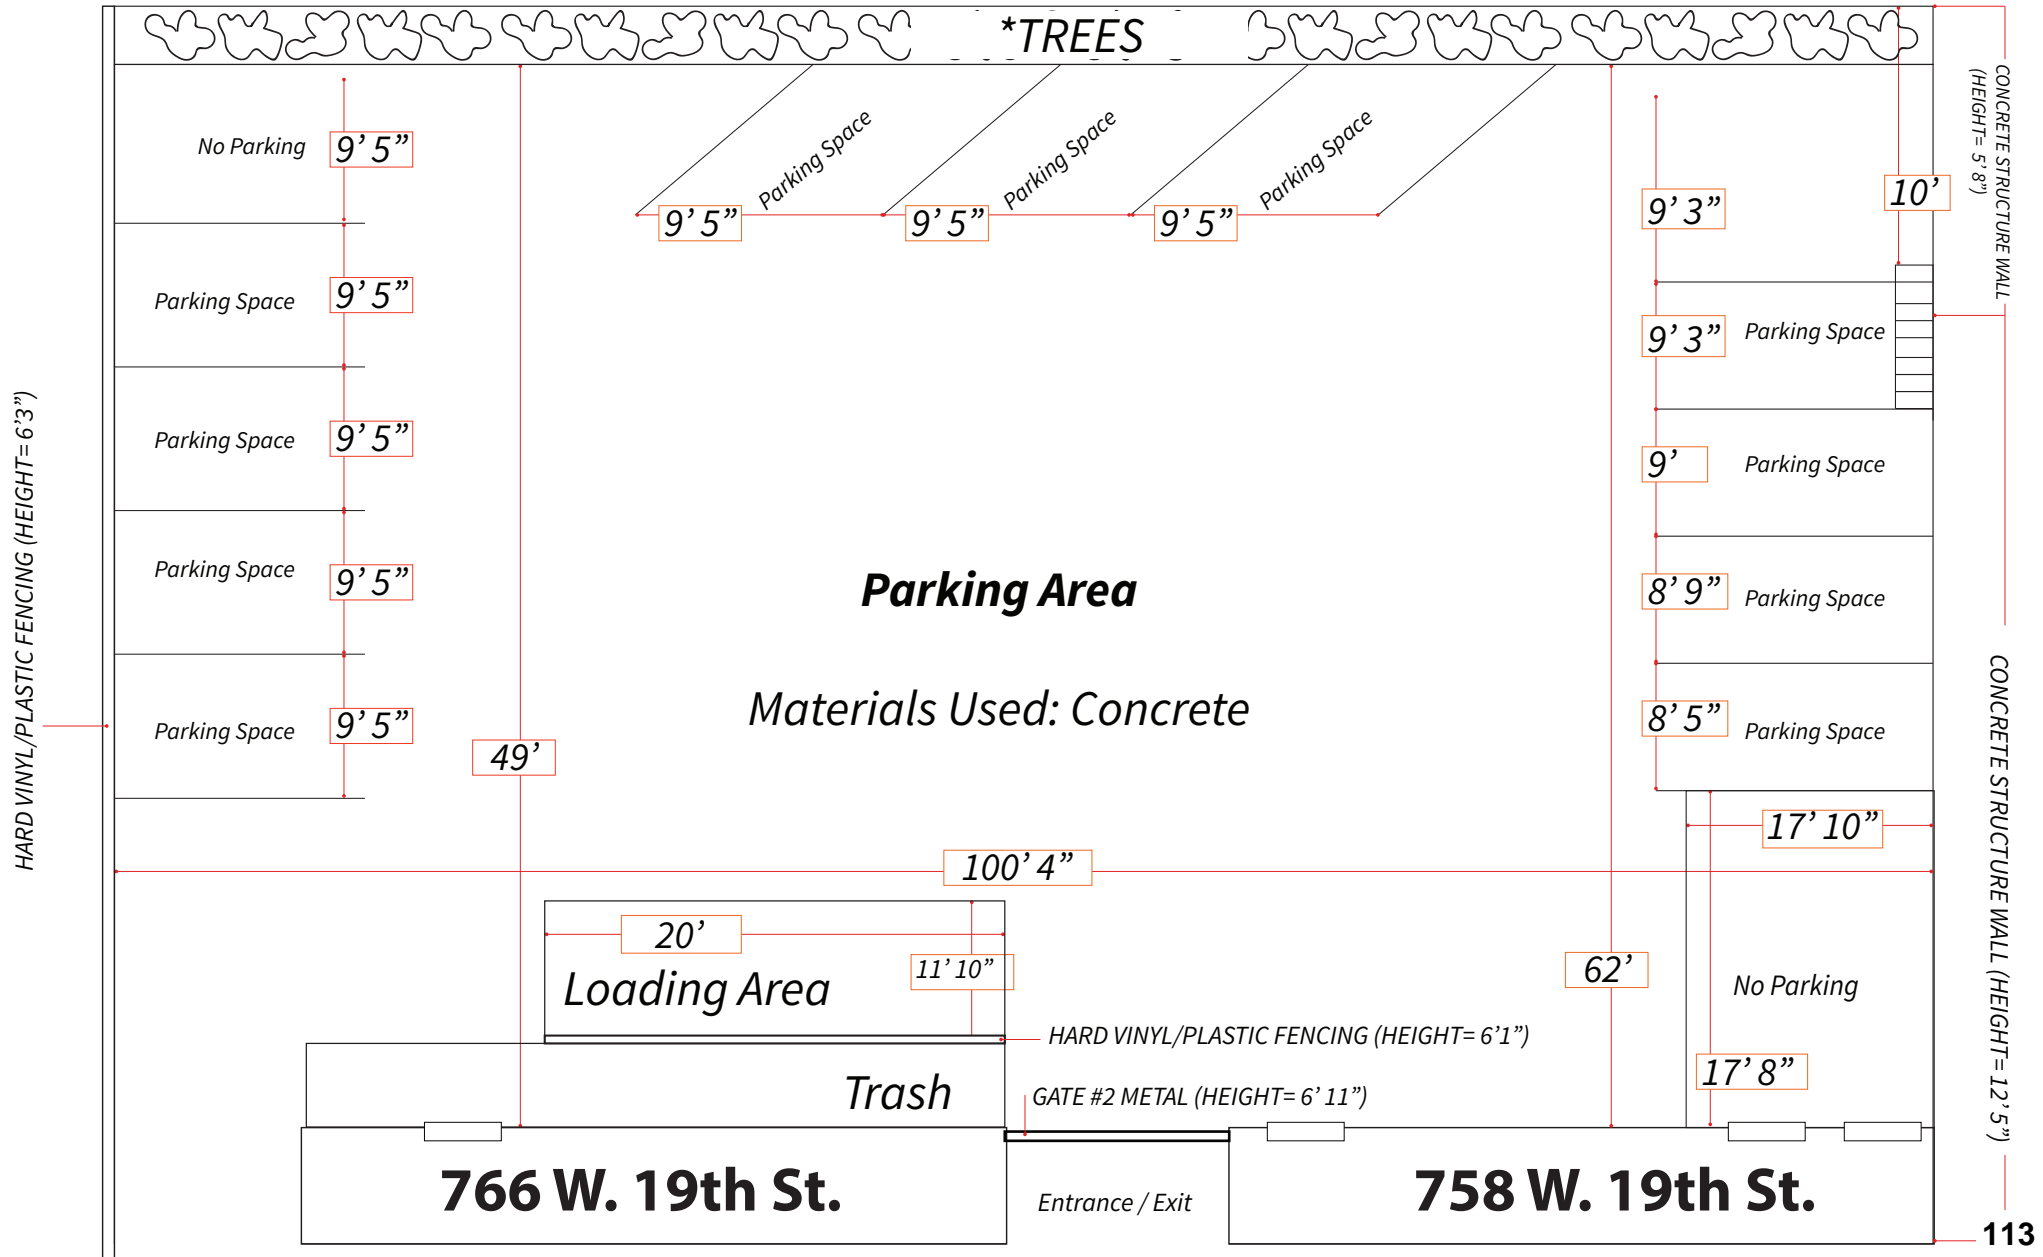 *TREES
No Parking
9’ 5”
Parking Space
9’ 5”
Parking Space
9’ 5”
Parking Space
9’ 5”
Parking Space
9’ 5”
HARD VINYL/PLASTIC FENCING (HEIGHT= 6’3”)
Parking Space
Parking Space
Parking Space
9’ 5”
9’ 5”
9’ 5”
9’ 3”
10’
CONCRETE STRUCTURE WALL
(HEIGHT= 5’ 8”)
9’ 3”
Parking Space
9’
Parking Space
8’ 9”
Parking Space
8’ 5”
Parking Space
Parking Area
Materials Used: Concrete
49’
17’ 10”
100’ 4”
20’
11’ 10”
Loading Area
62’
No Parking
CONCRETE STRUCTURE WALL (HEIGHT= 12’ 5”)
HARD VINYL/PLASTIC FENCING (HEIGHT= 6’1”)
17’ 8”
Trash
GATE #2 METAL (HEIGHT= 6’ 11”)
766 W. 19th St.
Entrance / Exit
758 W. 19th St.
113